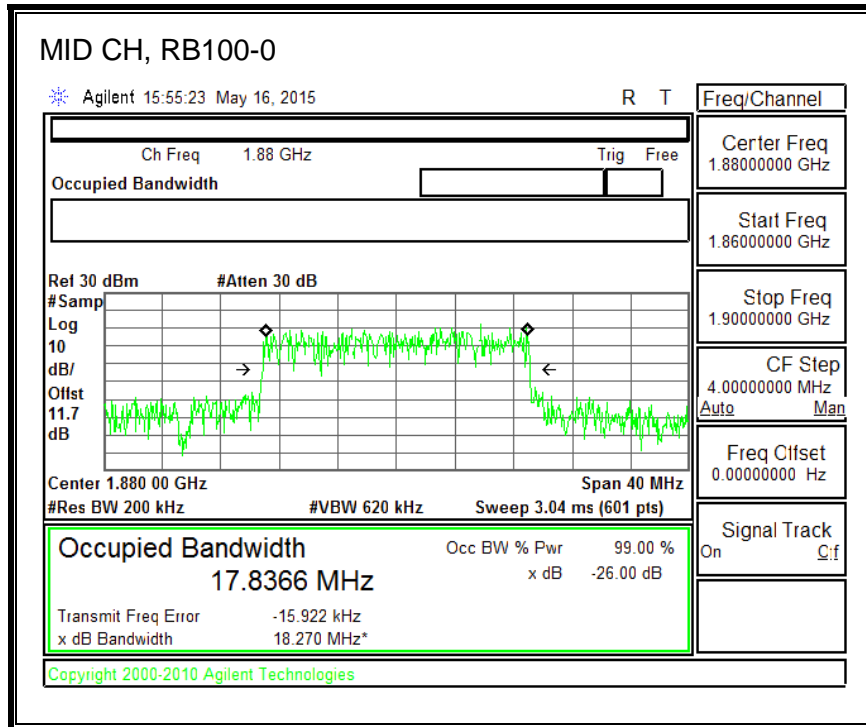 MID CH, RB100-0
Agilent 15:55:23 May 16, 2015 R T
Freq/Channel
Ch Freq 1.88 GHz Trig Free
Occupied Bandwidth
Center Freq
1.88000000 GHz
Start Freq
1.86000000 GHz
Stop Freq
1.90000000 GHz
CF Step
4.00000000 MHz
Auto Man
Freq Offset
0.00000000 Hz
Signal Track
On Off
Ref 30 dBm #Atten 30 dB
#Samp
Log
10
dB/
Offst
11.7
dB
Center 1.880 00 GHz Span 40 MHz
#Res BW 200 kHz #VBW 620 kHz Sweep 3.04 ms (601 pts)
Occupied Bandwidth Occ BW % Pwr 99.00 %
17.8366 MHz x dB -26.00 dB
Transmit Freq Error -15.922 kHz
x dB Bandwidth 18.270 MHz*
Copyright 2000-2010 Agilent Technologies